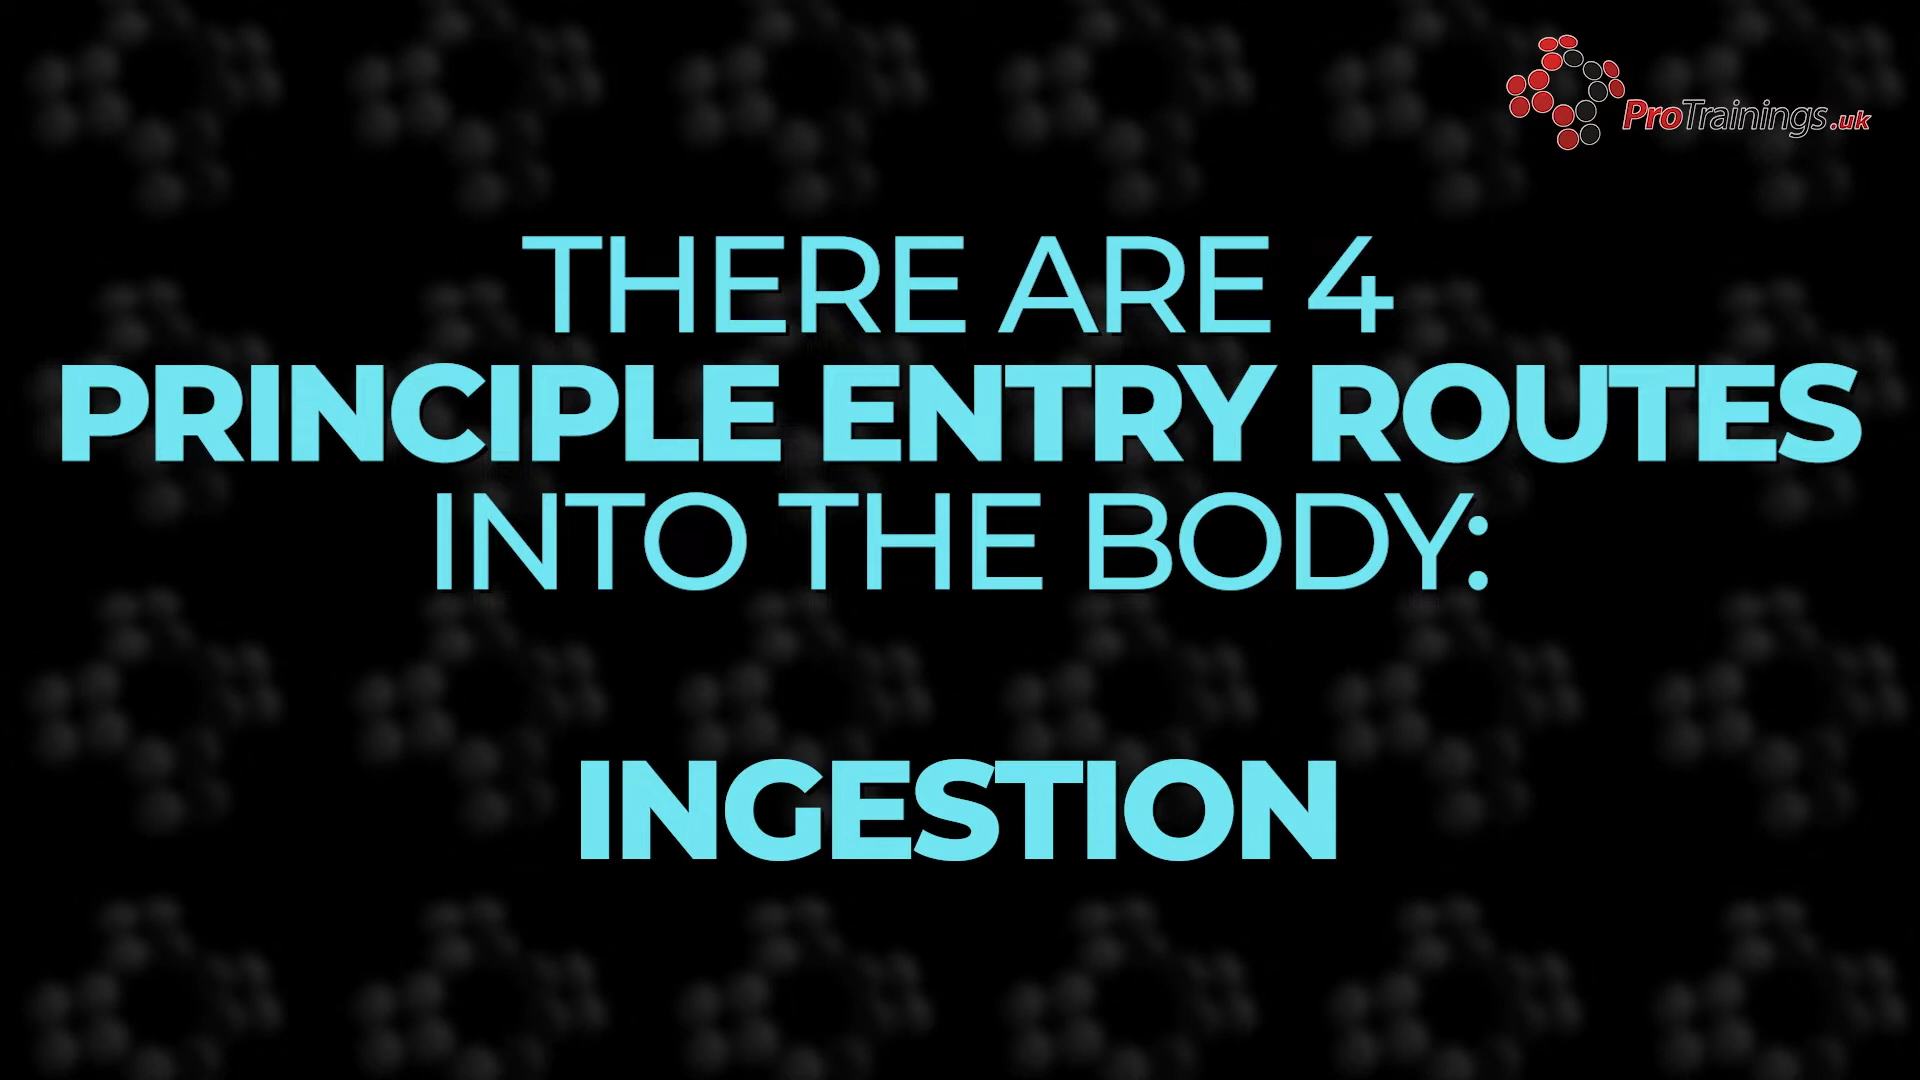 ProTrainings.uk
THERE ARE 4
PRINCIPLE ENTRY ROUTES
INTO THE BODY:
INGESTION